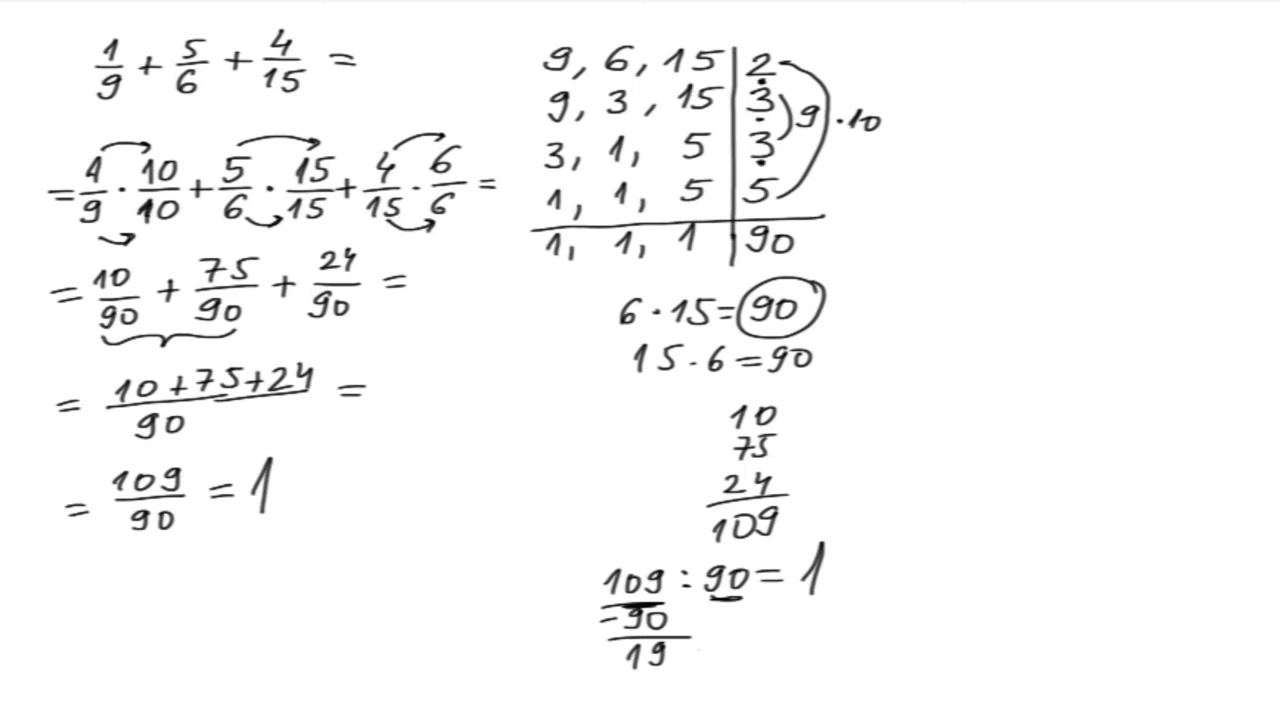 1/9 + 5/6 + 4/15 =
= 1/9 · 10/10 + 5/6 · 15/15 + 4/15 · 6/6 =
= 10/90 + 75/90 + 24/90 =
= 10+75+24/90 =
= 109/90 = 1
9, 6, 15 | 2
9, 3, 15 | 3
3, 1, 5 | 3
1, 1, 5 | 5
1, 1, 1 | 90
9 · 10
6 · 15 = 90
15 · 6 = 90
10
75
24
109
109 : 90 = 1
-90
19